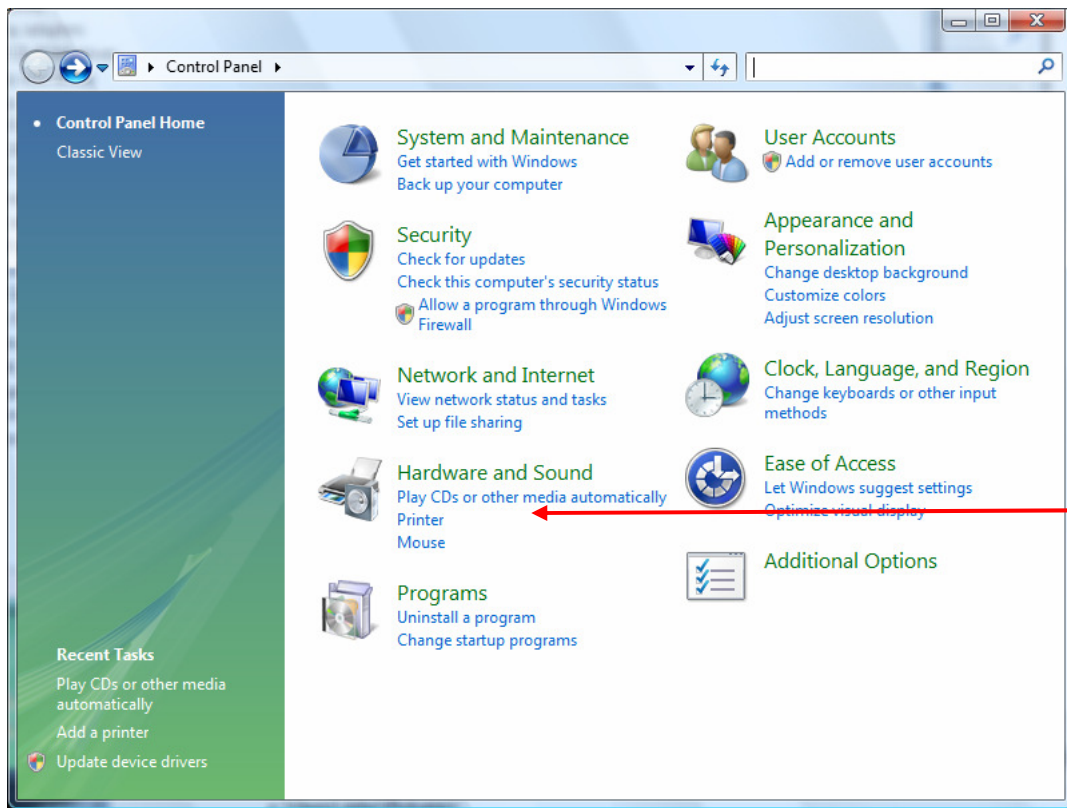 Control Panel
Control Panel Home
Classic View
Recent Tasks
Play CDs or other media
automatically
Add a printer
Update device drivers
System and Maintenance
Get started with Windows
Back up your computer
Security
Check for updates
Check this computer's security status
Allow a program through Windows
Firewall
Network and Internet
View network status and tasks
Set up file sharing
Hardware and Sound
Play CDs or other media automatically
Printer
Mouse
Programs
Uninstall a program
Change startup programs
User Accounts
Add or remove user accounts
Appearance and
Personalization
Change desktop background
Customize colors
Adjust screen resolution
Clock, Language, and Region
Change keyboards or other input
methods
Ease of Access
Let Windows suggest settings
Optimize visual display
Additional Options